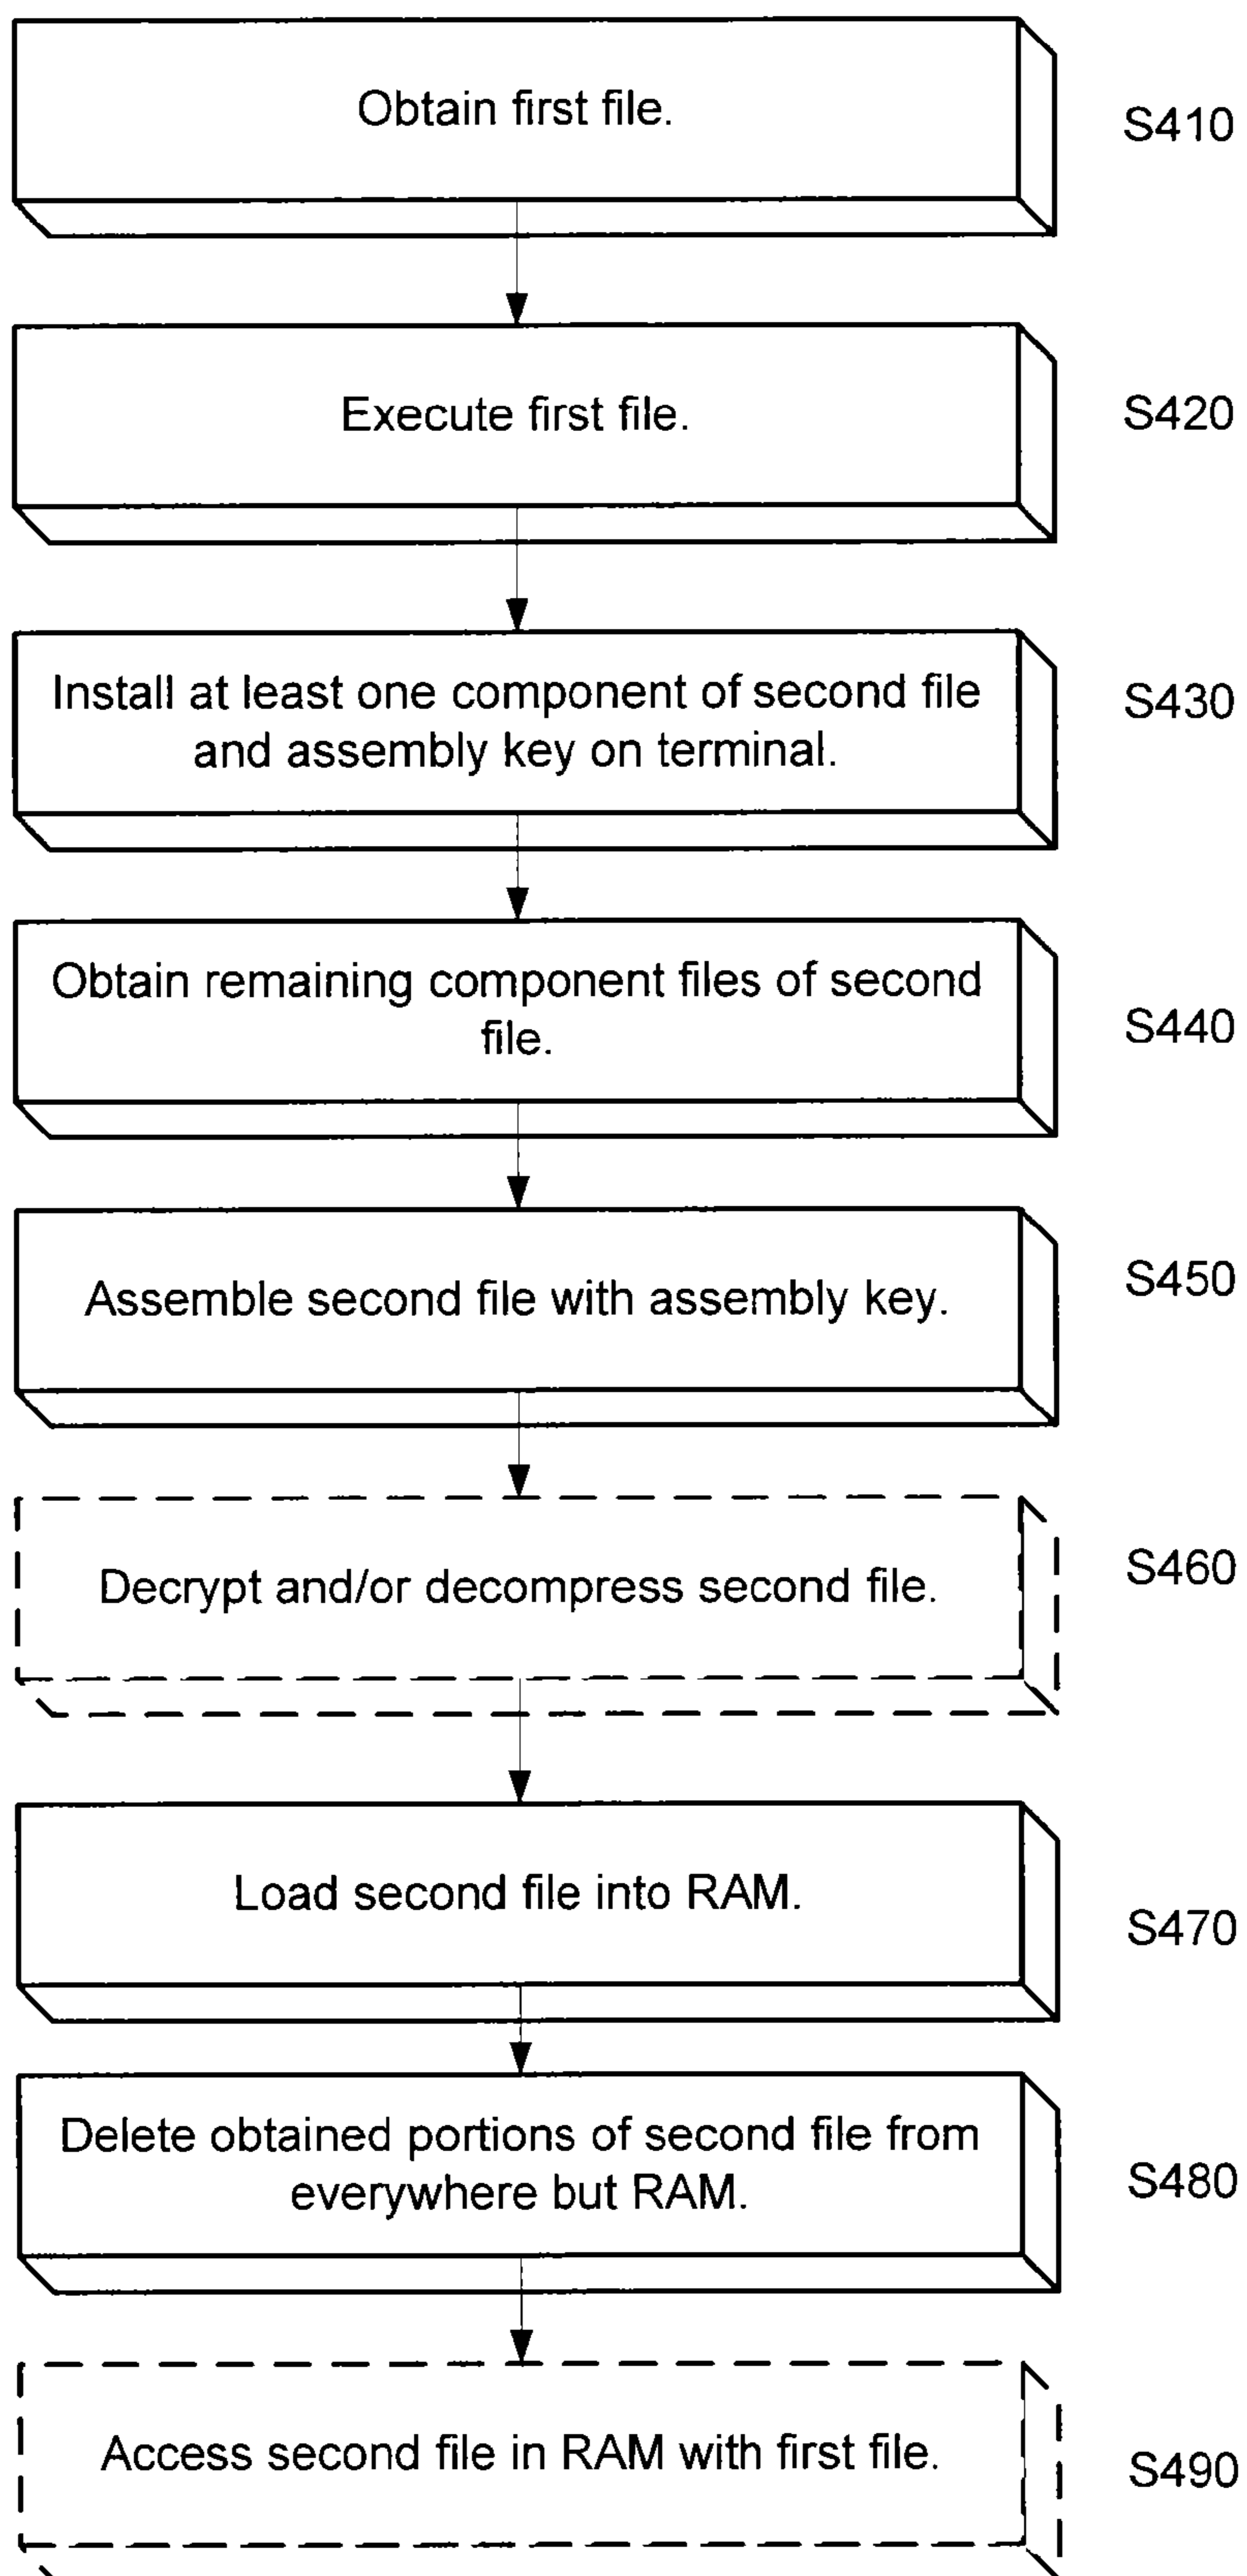 Obtain first file.
S410
Execute first file.
S420
Install at least one component of second file
and assembly key on terminal.
S430
Obtain remaining component files of second
file.
S440
Assemble second file with assembly key.
S450
Decrypt and/or decompress second file.
S460
Load second file into RAM.
S470
Delete obtained portions of second file from
everywhere but RAM.
S480
Access second file in RAM with first file.
S490